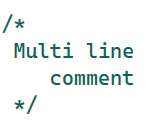 /*
 Multi line
    comment
 */